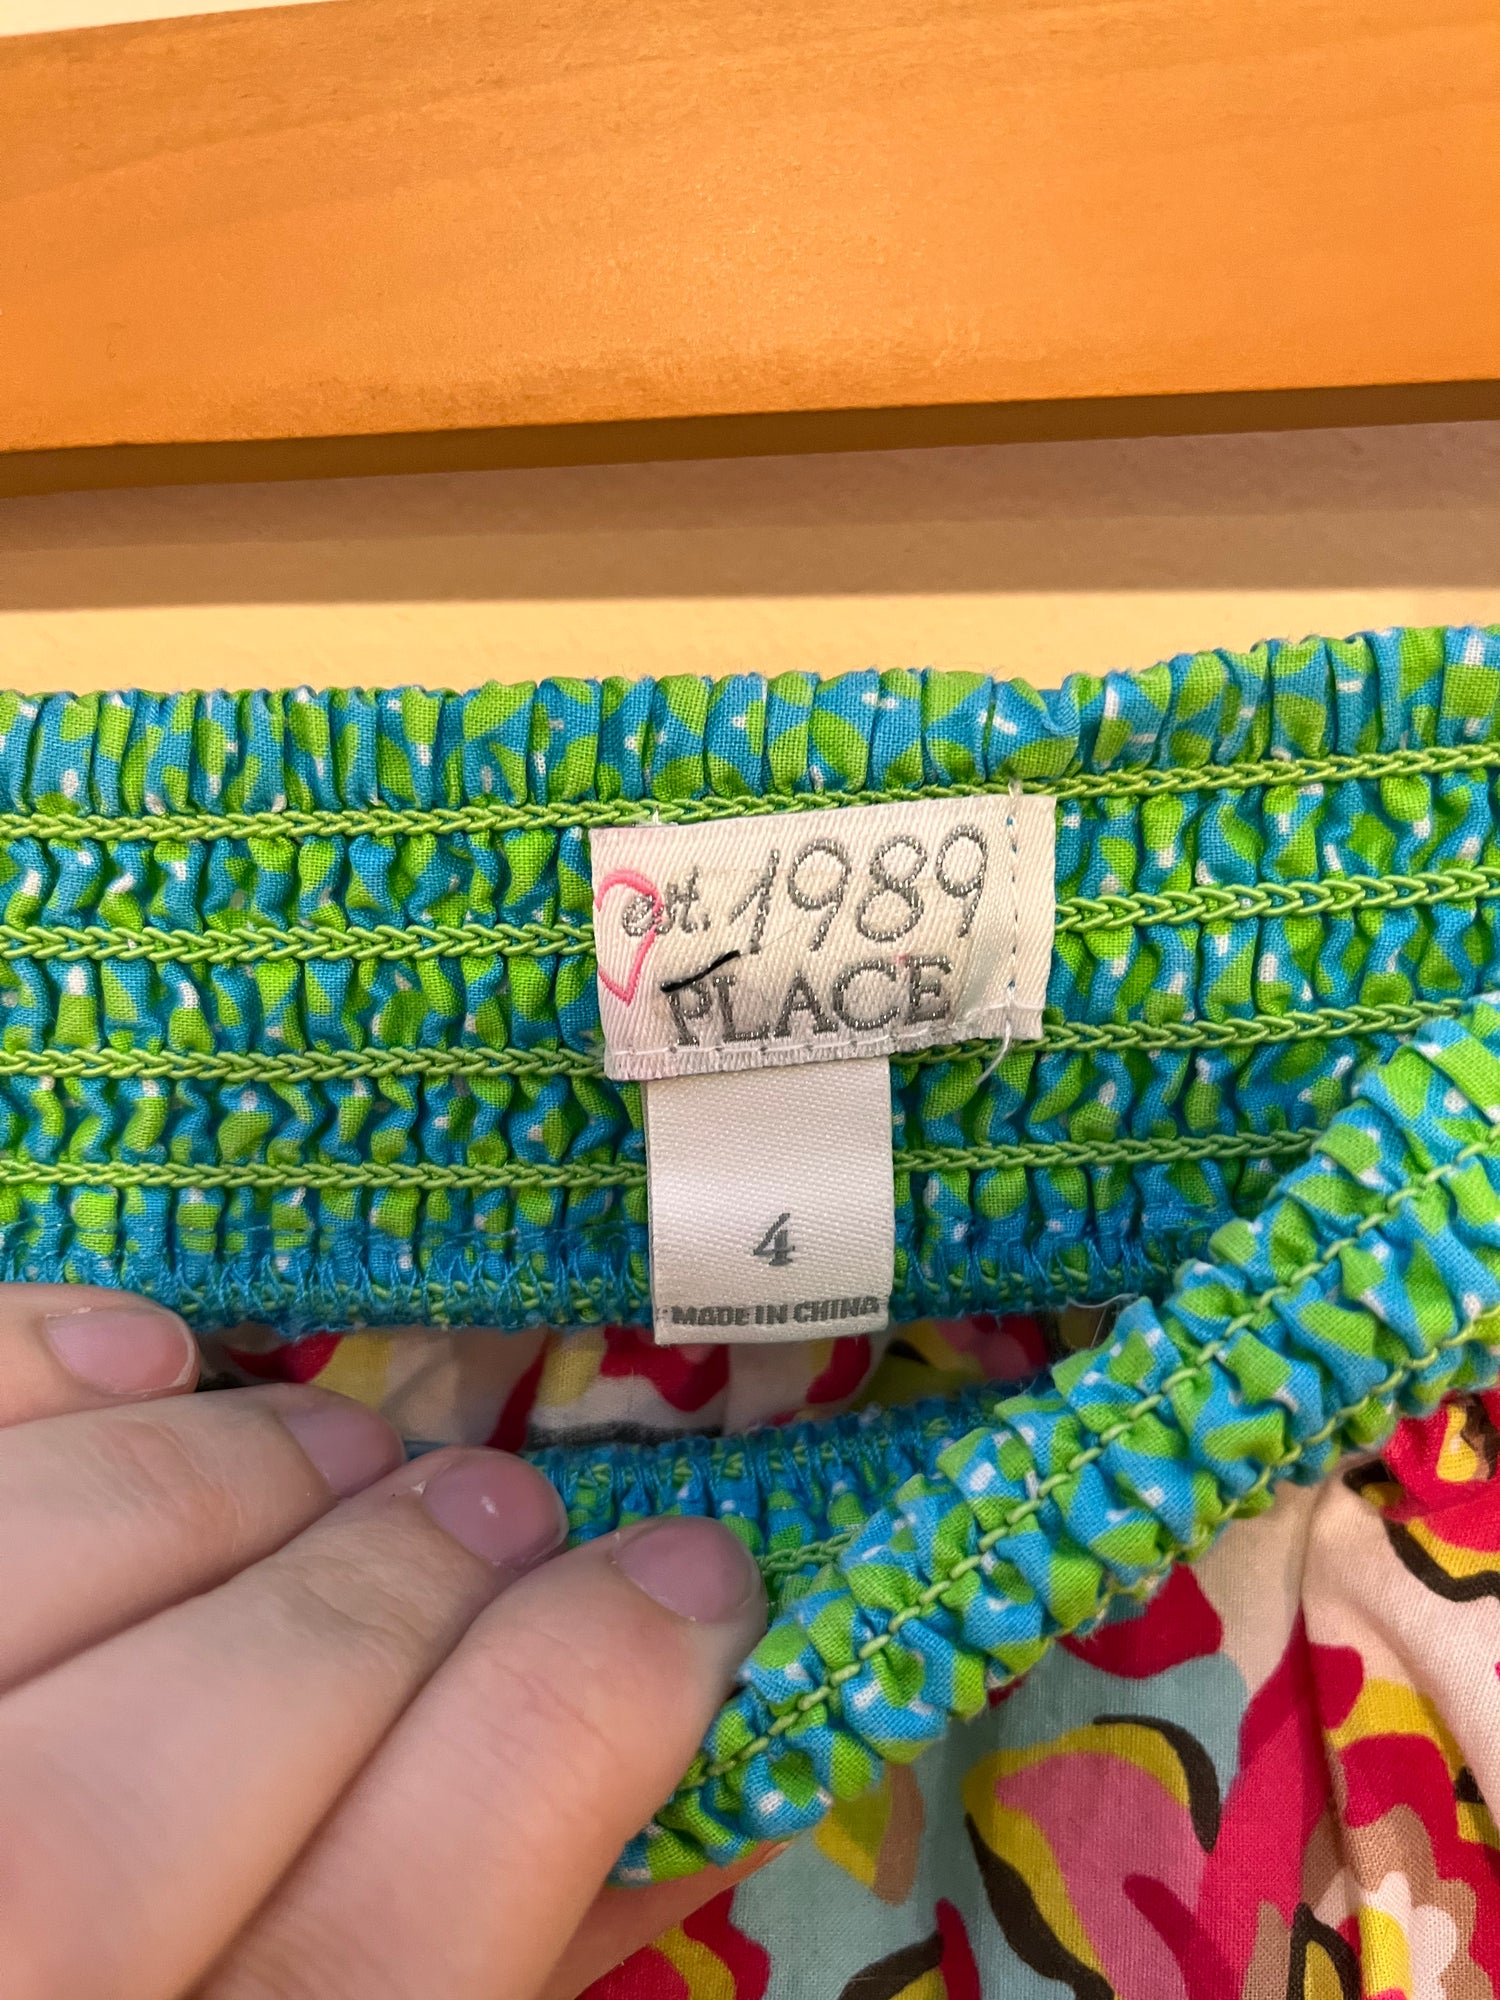 est. 1989
PLACE
4
MADE IN CHINA